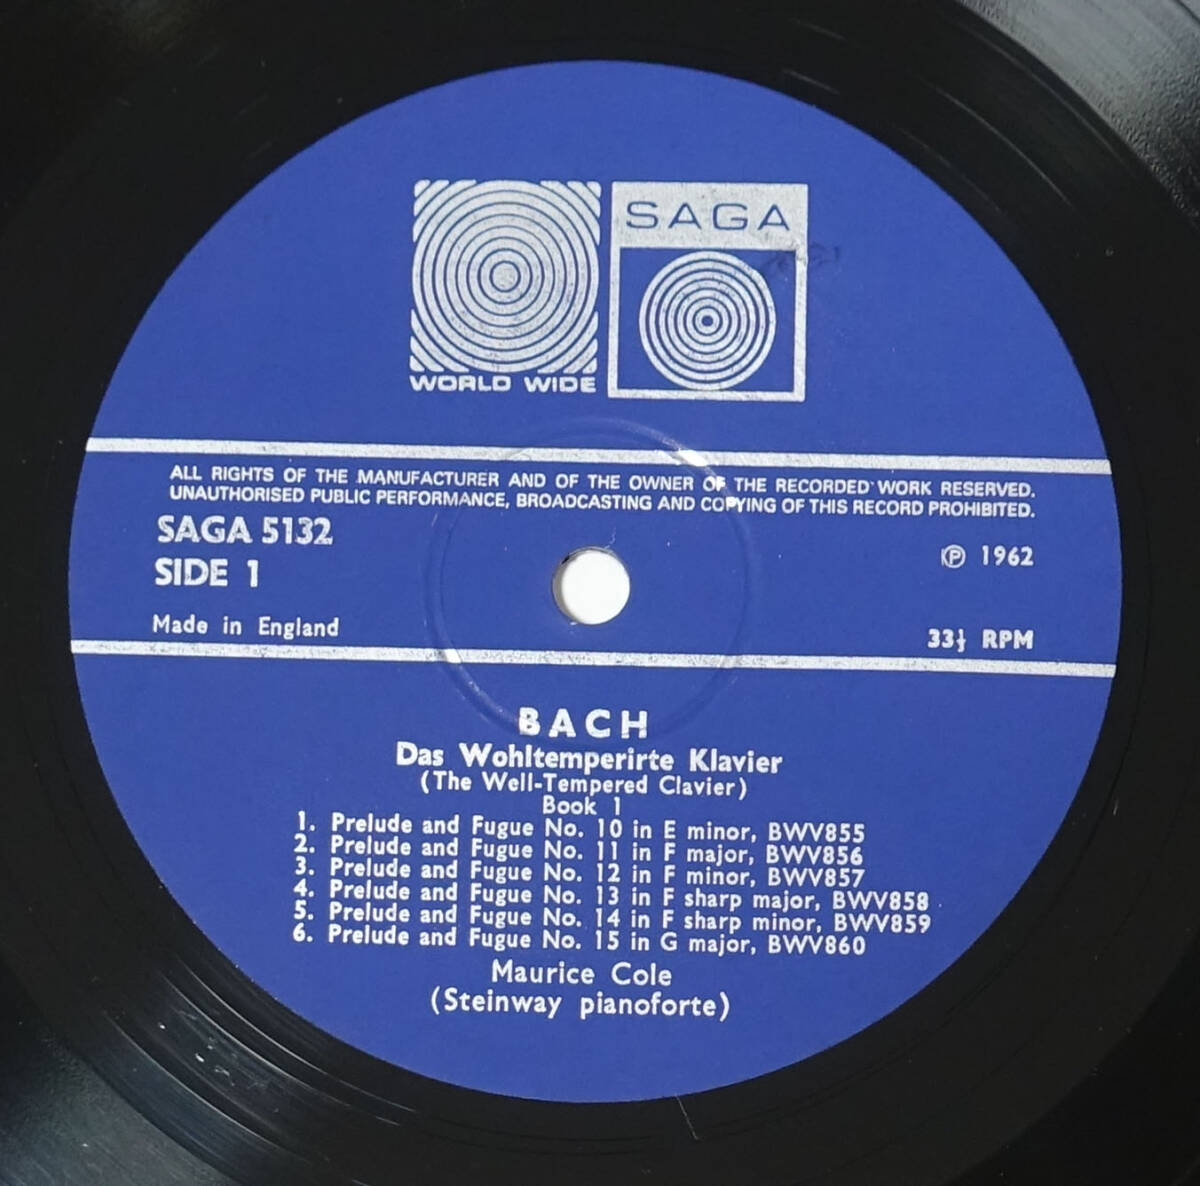 SAGA
WORLD WIDE
ALL RIGHTS OF THE MANUFACTURER AND OF THE OWNER OF THE RECORDED WORK RESERVED.
UNAUTHORISED PUBLIC PERFORMANCE, BROADCASTING AND COPYING OF THIS RECORD PROHIBITED.
SAGA 5132
SIDE 1
Ⓟ 1962
Made in England
33⅓ RPM
BACH
Das Wohltemperirte Klavier
(The Well-Tempered Clavier)
Book 1
1. Prelude and Fugue No. 10 in E minor, BWV855
2. Prelude and Fugue No. 11 in F major, BWV856
3. Prelude and Fugue No. 12 in F minor, BWV857
4. Prelude and Fugue No. 13 in F sharp major, BWV858
5. Prelude and Fugue No. 14 in F sharp minor, BWV859
6. Prelude and Fugue No. 15 in G major, BWV860
Maurice Cole
(Steinway pianoforte)